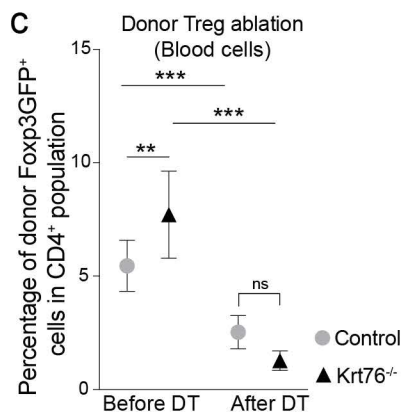 C
Donor Treg ablation
(Blood cells)
Percentage of donor Foxp3GFP⁺
cells in CD4⁺ population
15
10
5
0
***
***
**
ns
Control
Krt76⁻/⁻
Before DT
After DT